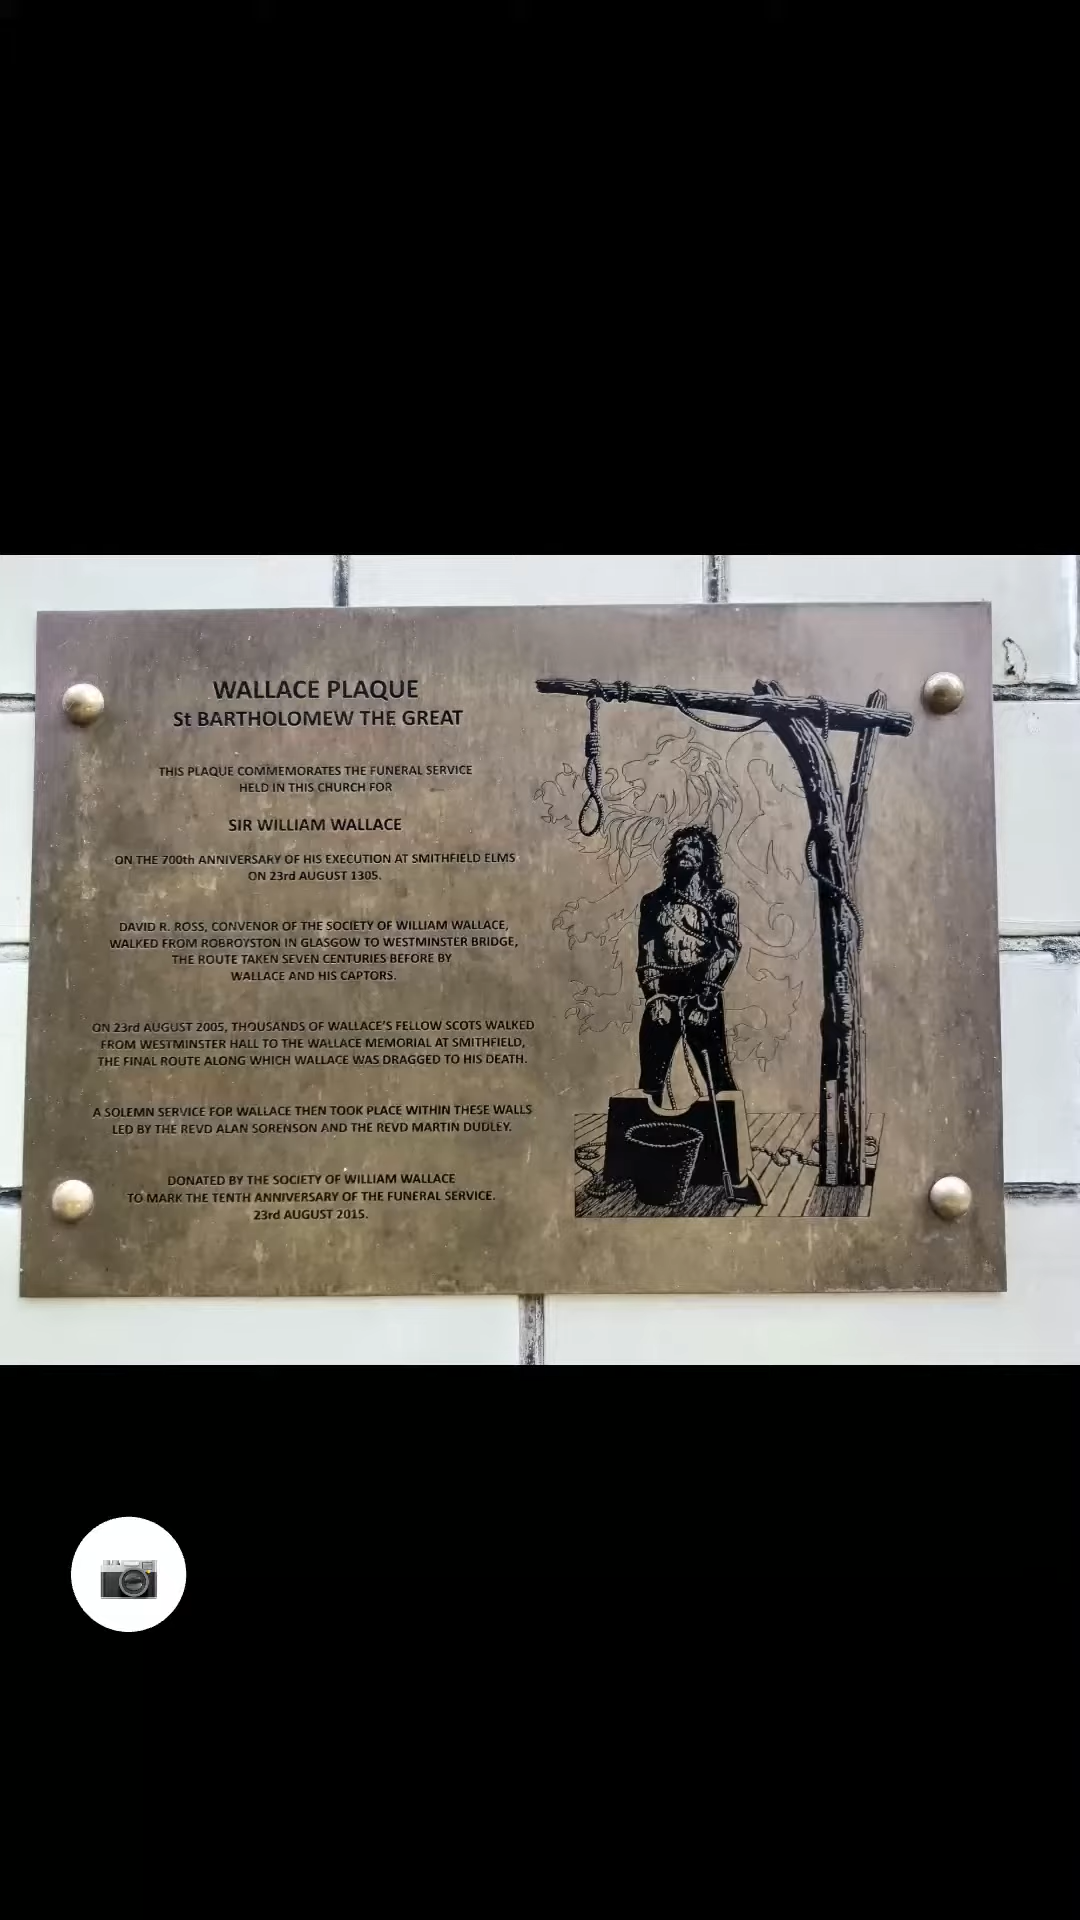 WALLACE PLAQUE
St BARTHOLOMEW THE GREAT
THIS PLAQUE COMMEMORATES THE FUNERAL SERVICE
HELD IN THIS CHURCH FOR
SIR WILLIAM WALLACE
ON THE 700th ANNIVERSARY OF HIS EXECUTION AT SMITHFIELD ELMS
ON 23rd AUGUST 1305.
DAVID R. ROSS, CONVENOR OF THE SOCIETY OF WILLIAM WALLACE,
WALKED FROM ROBROYSTON IN GLASGOW TO WESTMINSTER BRIDGE,
THE ROUTE TAKEN SEVEN CENTURIES BEFORE BY
WALLACE AND HIS CAPTORS.
ON 23rd AUGUST 2005, THOUSANDS OF WALLACE'S FELLOW SCOTS WALKED
FROM WESTMINSTER HALL TO THE WALLACE MEMORIAL AT SMITHFIELD,
THE FINAL ROUTE ALONG WHICH WALLACE WAS DRAGGED TO HIS DEATH.
A SOLEMN SERVICE FOR WALLACE THEN TOOK PLACE WITHIN THESE WALLS
LED BY THE REVD ALAN SORENSON AND THE REVD MARTIN DUDLEY.
DONATED BY THE SOCIETY OF WILLIAM WALLACE
TO MARK THE TENTH ANNIVERSARY OF THE FUNERAL SERVICE.
23rd AUGUST 2015.